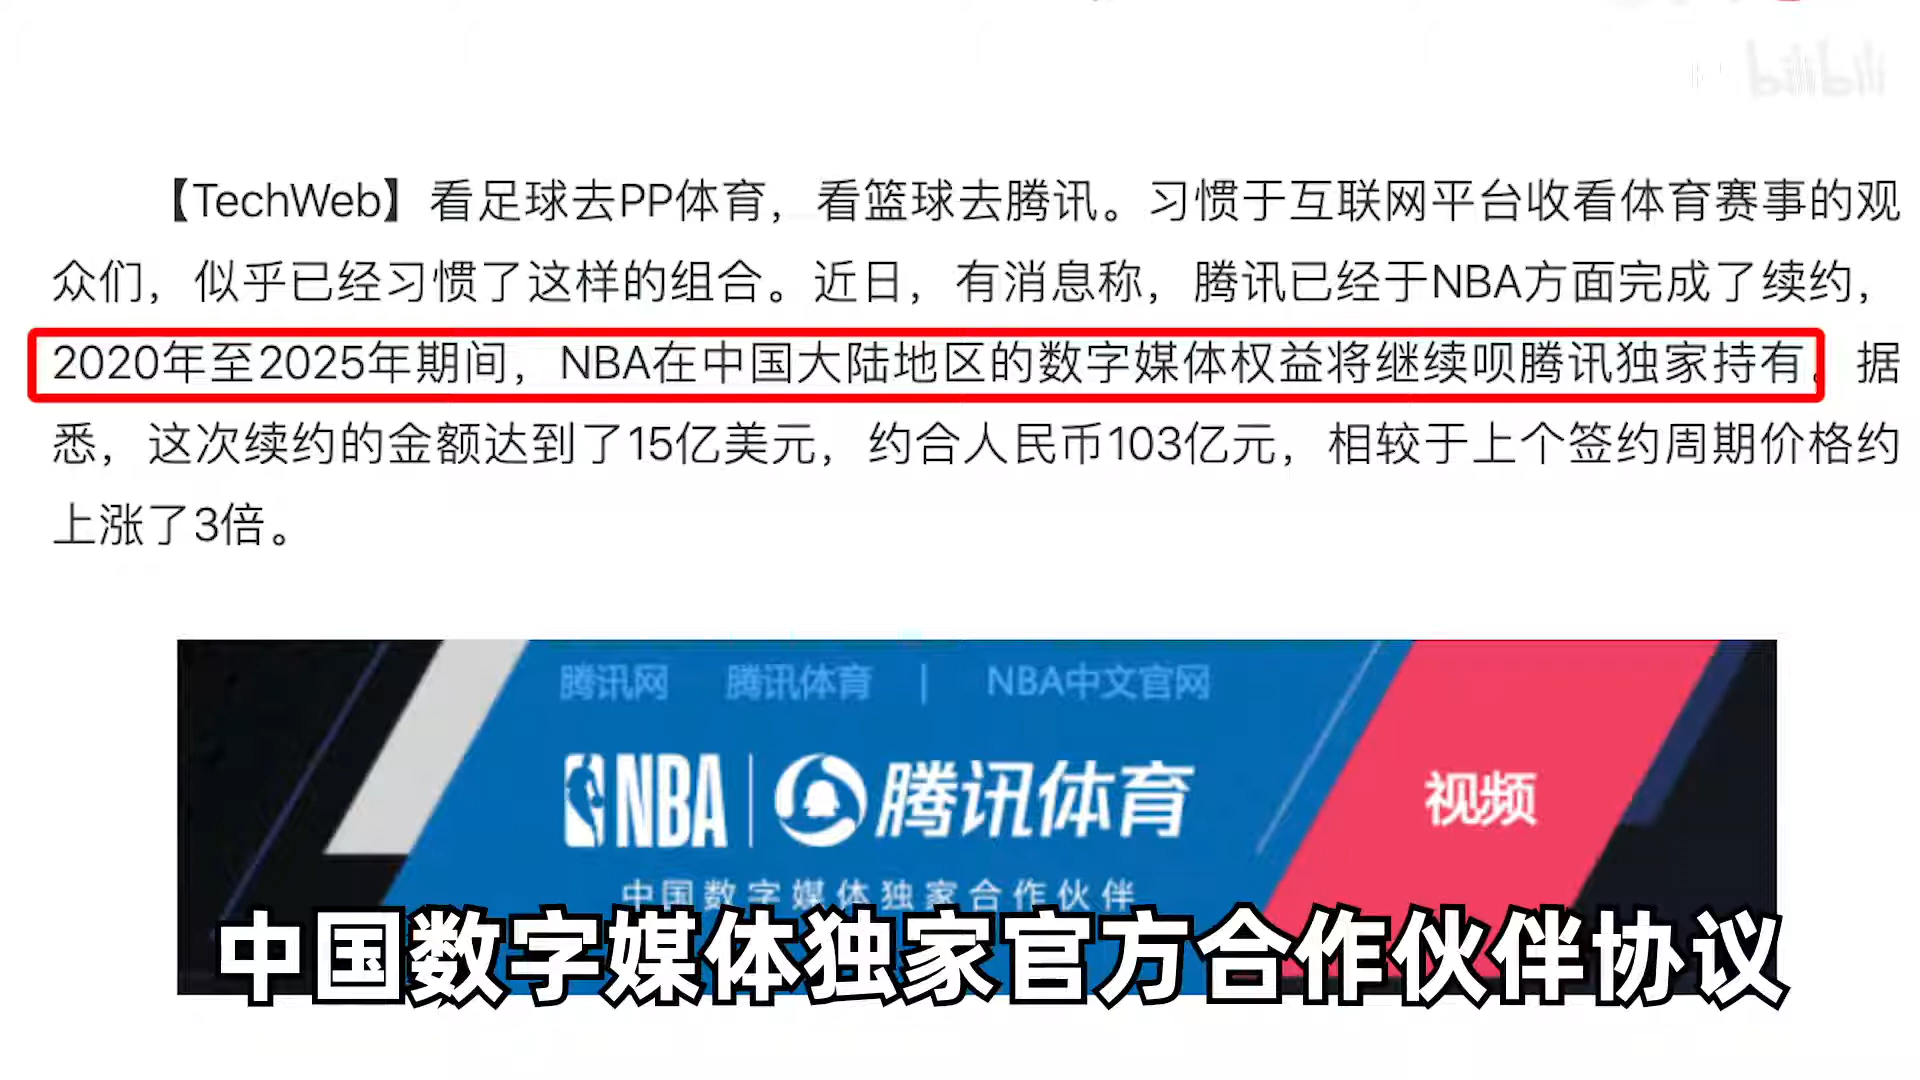 bilibili
【TechWeb】看足球去PP体育，看篮球去腾讯。习惯于互联网平台收看体育赛事的观
众们，似乎已经习惯了这样的组合。近日，有消息称，腾讯已经于NBA方面完成了续约，
2020年至2025年期间，NBA在中国大陆地区的数字媒体权益将继续呗腾讯独家持有。据
悉，这次续约的金额达到了15亿美元，约合人民币103亿元，相较于上个签约周期价格约
上涨了3倍。
腾讯网 腾讯体育 | NBA中文官网
NBA | 腾讯体育
视频
中国数字媒体独家合作伙伴
中国数字媒体独家官方合作伙伴协议